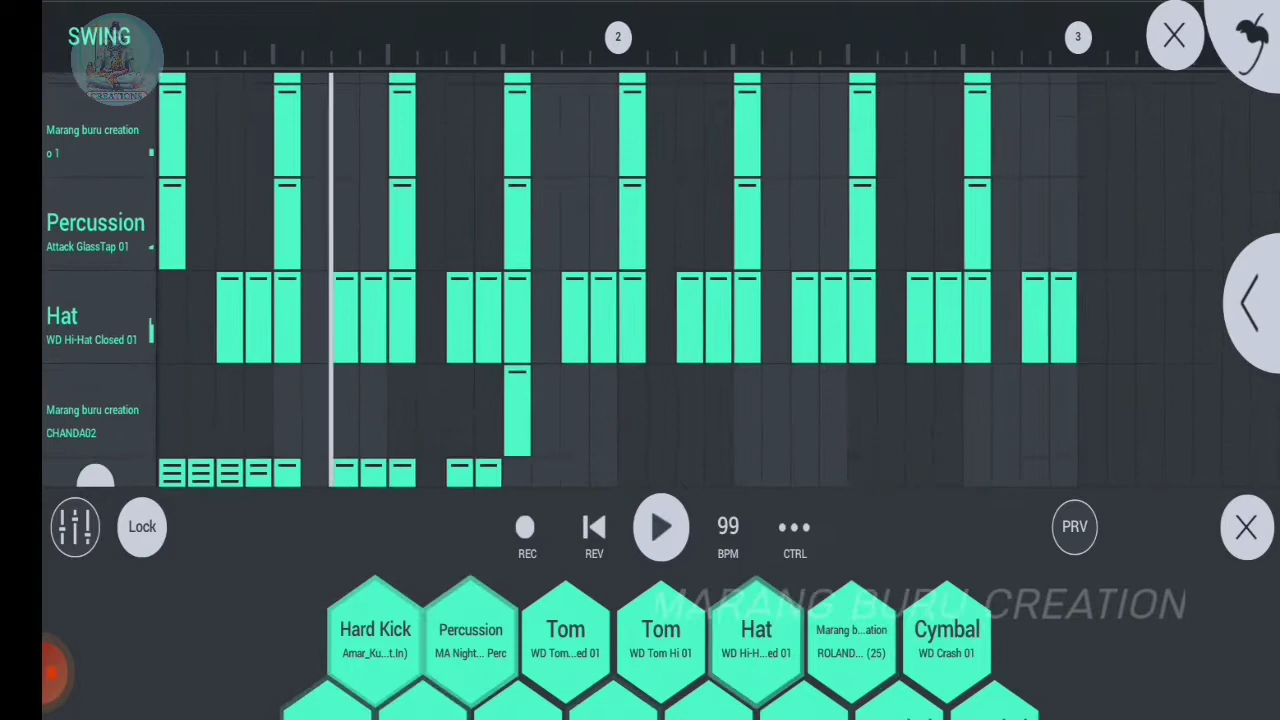 SWING
CREATIONS
2
3
Marang buru creation
o 1
Percussion
Attack GlassTap 01
Hat
WD Hi-Hat Closed 01
Marang buru creation
CHANDA02
Lock
REC
REV
99
BPM
CTRL
PRV
MARANG BURU CREATION
Hard Kick
Amar_Ku...t.In)
Percussion
MA Night... Perc
Tom
WD Tom...ed 01
Tom
WD Tom Hi 01
Hat
WD Hi-H...ed 01
Marang b...ation
ROLAND... (25)
Cymbal
WD Crash 01